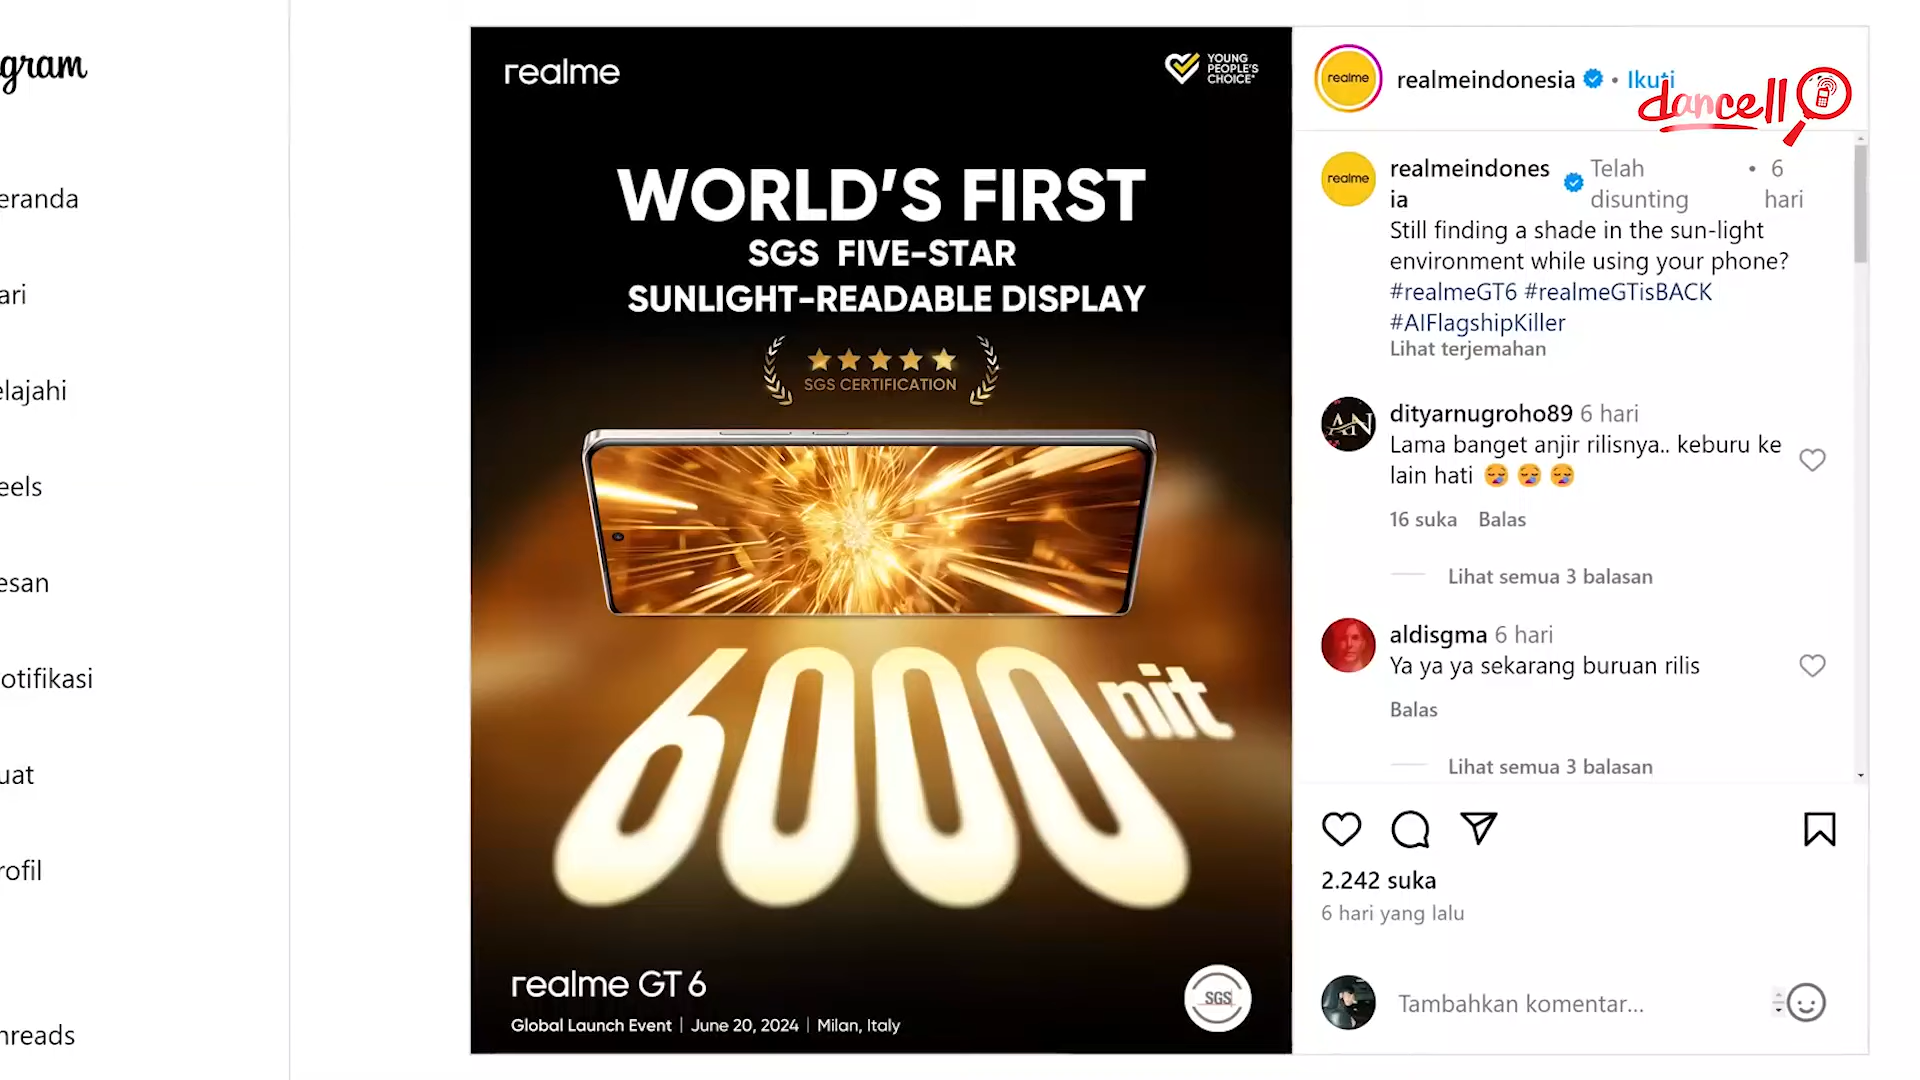 gram
eranda
ari
elajahi
eels
esan
otifikasi
uat
rofil
hreads
realme
YOUNG
PEOPLE'S
CHOICE
WORLD'S FIRST
SGS FIVE-STAR
SUNLIGHT-READABLE DISPLAY
SGS CERTIFICATION
6000nit
realme GT 6
Global Launch Event | June 20, 2024 | Milan, Italy
SGS
realme
realmeindonesia • Ikuti
dancell
realme
realmeindones
ia
Telah
disunting
• 6
hari
Still finding a shade in the sun-light
environment while using your phone?
#realmeGT6 #realmeGTisBACK
#AIFlagshipKiller
Lihat terjemahan
AN
dityarnugroho89 6 hari
Lama banget anjir rilisnya.. keburu ke
lain hati 😪 😪 😪
16 suka Balas
Lihat semua 3 balasan
aldisgma 6 hari
Ya ya ya sekarang buruan rilis
Balas
Lihat semua 3 balasan
2.242 suka
6 hari yang lalu
Tambahkan komentar...